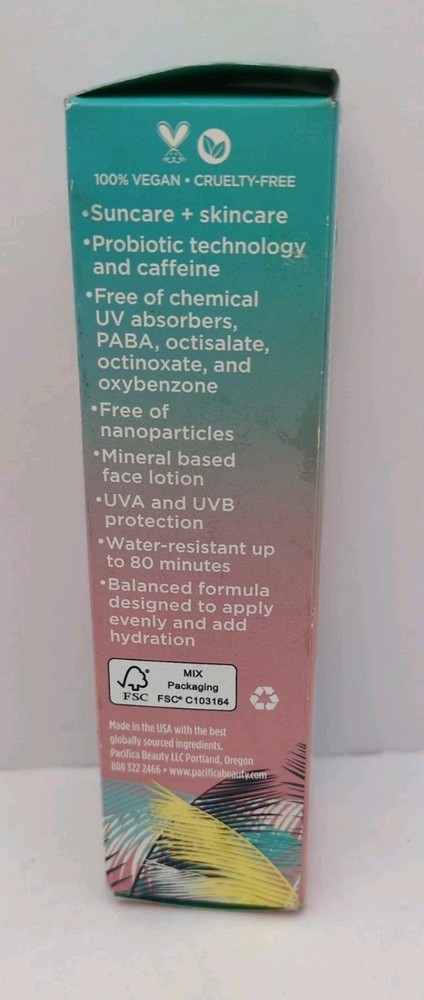 100% VEGAN • CRUELTY-FREE
•Suncare + skincare
•Probiotic technology
and caffeine
•Free of chemical
UV absorbers,
PABA, octisalate,
octinoxate, and
oxybenzone
•Free of
nanoparticles
•Mineral based
face lotion
•UVA and UVB
protection
•Water-resistant up
to 80 minutes
•Balanced formula
designed to apply
evenly and add
hydration
FSC
MIX
Packaging
FSC® C103164
Made in the USA with the best
globally sourced ingredients.
Pacifica Beauty LLC Portland, Oregon
888 322 2466 • www.pacificabeauty.com